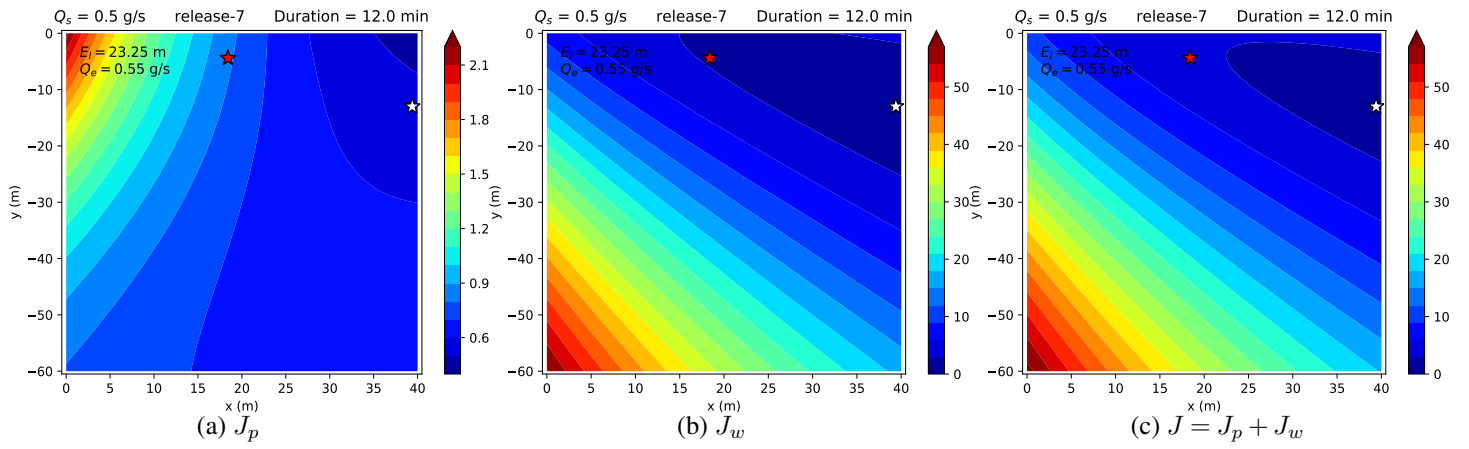 Q_s = 0.5 g/s release-7 Duration = 12.0 min
E_l = 23.25 m
Q_e = 0.55 g/s
0
−10
−20
−30
−40
−50
−60
y (m)
0 5 10 15 20 25 30 35 40
x (m)
2.1
1.8
1.5
1.2
0.9
0.6
(a) J_p
Q_s = 0.5 g/s release-7 Duration = 12.0 min
E_l = 23.25 m
Q_e = 0.55 g/s
0
−10
−20
−30
−40
−50
−60
y (m)
0 5 10 15 20 25 30 35 40
x (m)
50
40
30
20
10
0
(b) J_w
Q_s = 0.5 g/s release-7 Duration = 12.0 min
E_l = 23.25 m
Q_e = 0.55 g/s
0
−10
−20
−30
−40
−50
−60
y (m)
0 5 10 15 20 25 30 35 40
x (m)
50
40
30
20
10
0
(c) J = J_p + J_w